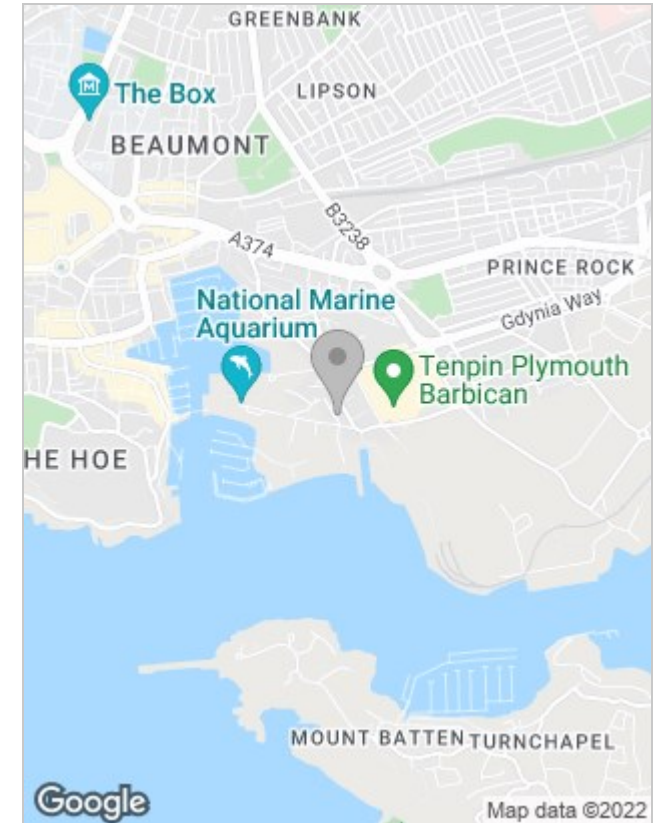 GREENBANK
The Box
LIPSON
BEAUMONT
B3238
A374
PRINCE ROCK
National Marine
Aquarium
Gdynia Way
Tenpin Plymouth
Barbican
HE HOE
MOUNT BATTEN
TURNCHAPEL
Google
Map data ©2022